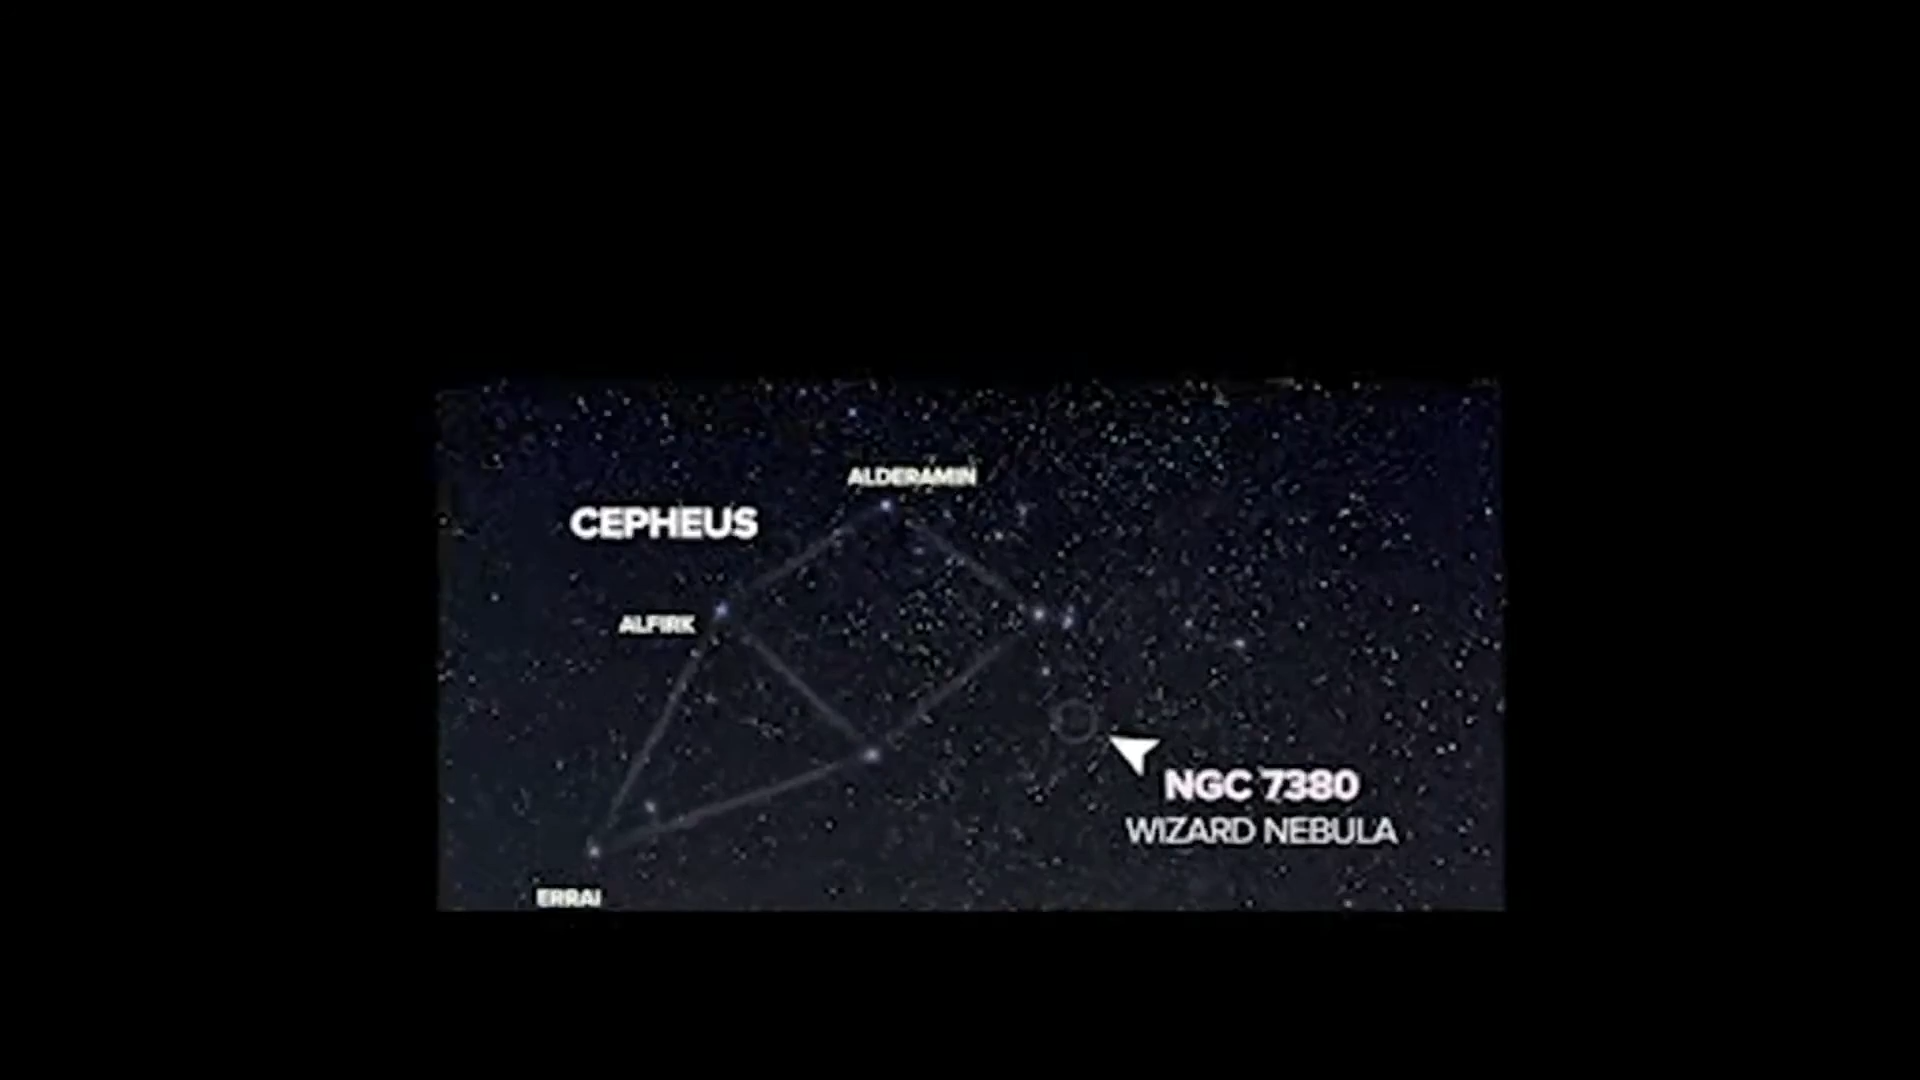 ALDERAMIN
CEPHEUS
ALFIRK
NGC 7380
WIZARD NEBULA
ERRAI